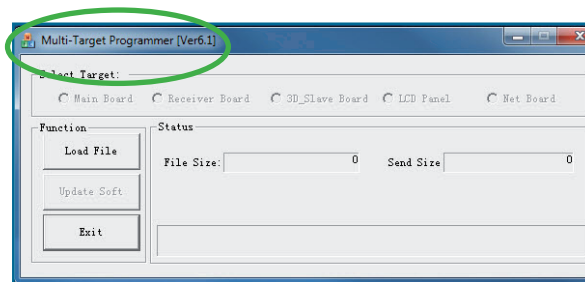 Multi-Target Programmer [Ver6.1]
Select Target:
Main Board Receiver Board 3D_Slave Board LCD Panel Net Board
Function
Status
Load File
File Size: 0 Send Size 0
Update Soft
Exit